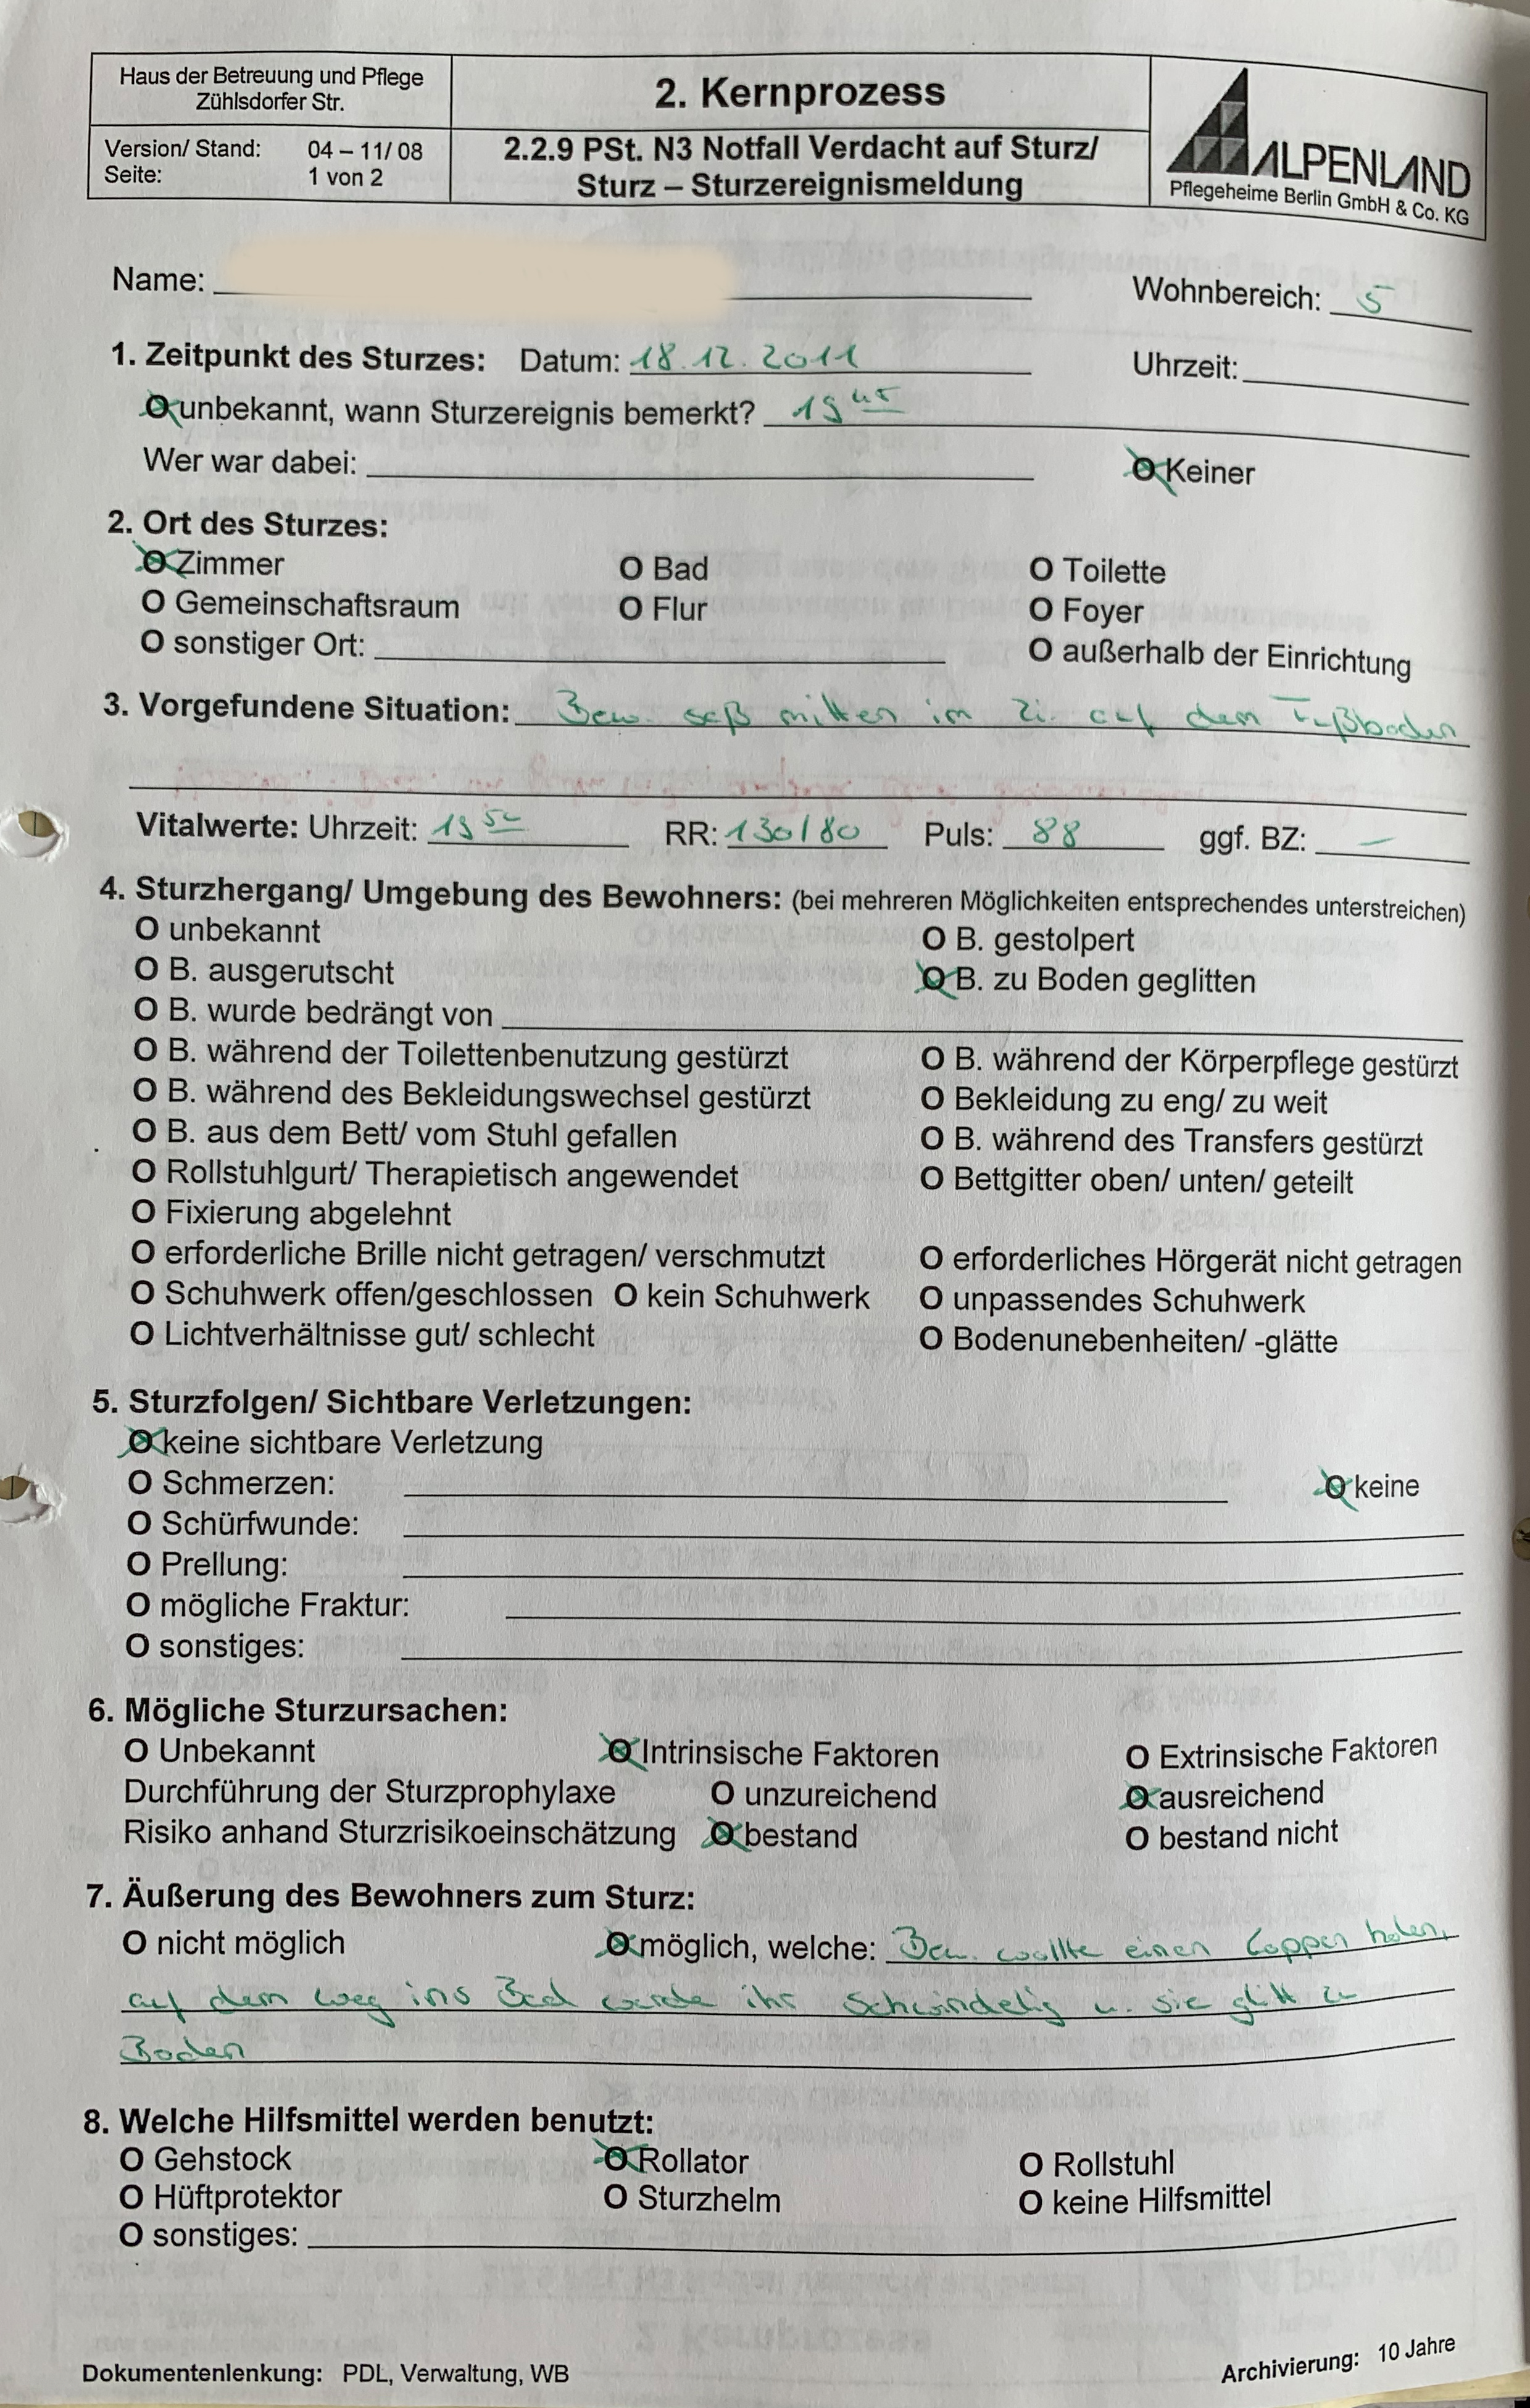 Haus der Betreuung und Pflege
Zühlsdorfer Str.
2. Kernprozess
ALPENLAND
Pflegeheime Berlin GmbH & Co. KG
Version/ Stand: 04 – 11/ 08
Seite: 1 von 2
2.2.9 PSt. N3 Notfall Verdacht auf Sturz/
Sturz – Sturzereignismeldung
Name: Wohnbereich: 5
1. Zeitpunkt des Sturzes: Datum: 18.12.2011 Uhrzeit:
O unbekannt, wann Sturzereignis bemerkt? 19 45
Wer war dabei: O Keiner
2. Ort des Sturzes:
O Zimmer O Bad O Toilette
O Gemeinschaftsraum O Flur O Foyer
O sonstiger Ort: O außerhalb der Einrichtung
3. Vorgefundene Situation: Bew. saß mitten im Zi. auf dem Fußboden
Vitalwerte: Uhrzeit: 19 50 RR: 130/80 Puls: 88 ggf. BZ: –
4. Sturzhergang/ Umgebung des Bewohners: (bei mehreren Möglichkeiten entsprechendes unterstreichen)
O unbekannt O B. gestolpert
O B. ausgerutscht O B. zu Boden geglitten
O B. wurde bedrängt von
O B. während der Toilettenbenutzung gestürzt O B. während der Körperpflege gestürzt
O B. während des Bekleidungswechsel gestürzt O Bekleidung zu eng/ zu weit
O B. aus dem Bett/ vom Stuhl gefallen O B. während des Transfers gestürzt
O Rollstuhlgurt/ Therapietisch angewendet O Bettgitter oben/ unten/ geteilt
O Fixierung abgelehnt
O erforderliche Brille nicht getragen/ verschmutzt O erforderliches Hörgerät nicht getragen
O Schuhwerk offen/geschlossen O kein Schuhwerk O unpassendes Schuhwerk
O Lichtverhältnisse gut/ schlecht O Bodenunebenheiten/ -glätte
5. Sturzfolgen/ Sichtbare Verletzungen:
O keine sichtbare Verletzung
O Schmerzen: O keine
O Schürfwunde:
O Prellung:
O mögliche Fraktur:
O sonstiges:
6. Mögliche Sturzursachen:
O Unbekannt O Intrinsische Faktoren O Extrinsische Faktoren
Durchführung der Sturzprophylaxe O unzureichend O ausreichend
Risiko anhand Sturzrisikoeinschätzung O bestand O bestand nicht
7. Äußerung des Bewohners zum Sturz:
O nicht möglich O möglich, welche: Bew. wollte einen Lappen holen,
auf dem Weg ins Bad wurde ihr schwindelig u. sie glitt zu
Boden
8. Welche Hilfsmittel werden benutzt:
O Gehstock O Rollator O Rollstuhl
O Hüftprotektor O Sturzhelm O keine Hilfsmittel
O sonstiges:
Dokumentenlenkung: PDL, Verwaltung, WB Archivierung: 10 Jahre